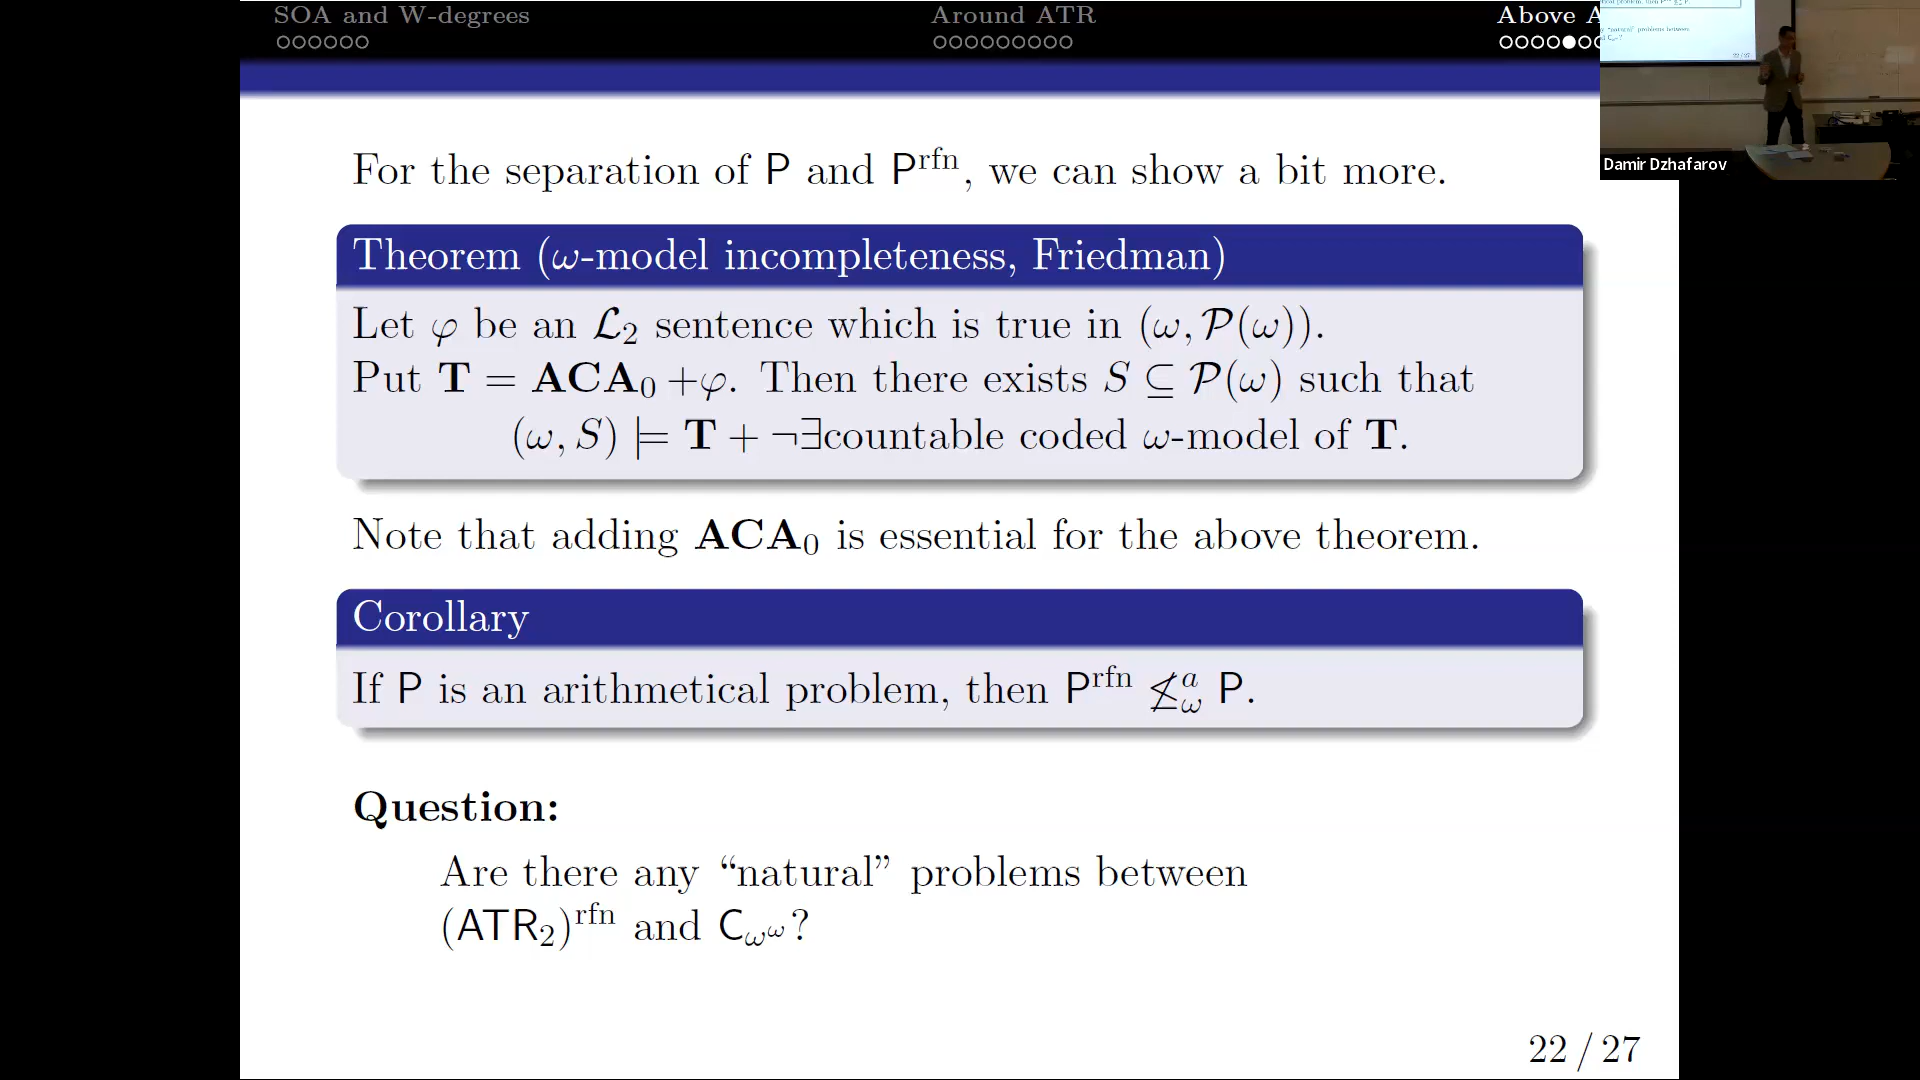 SOA and W-degrees
Around ATR
Above A
For the separation of P and P^rfn, we can show a bit more.
Theorem (ω-model incompleteness, Friedman)
Let φ be an 𝓛₂ sentence which is true in (ω, 𝒫(ω)).
Put T = ACA₀ +φ. Then there exists S ⊆ 𝒫(ω) such that
(ω, S) ⊨ T + ¬∃countable coded ω-model of T.
Note that adding ACA₀ is essential for the above theorem.
Corollary
If P is an arithmetical problem, then P^rfn ≰^a_ω P.
Question:
Are there any “natural” problems between
(ATR₂)^rfn and C_{ω^ω}?
22 / 27
Damir Dzhafarov